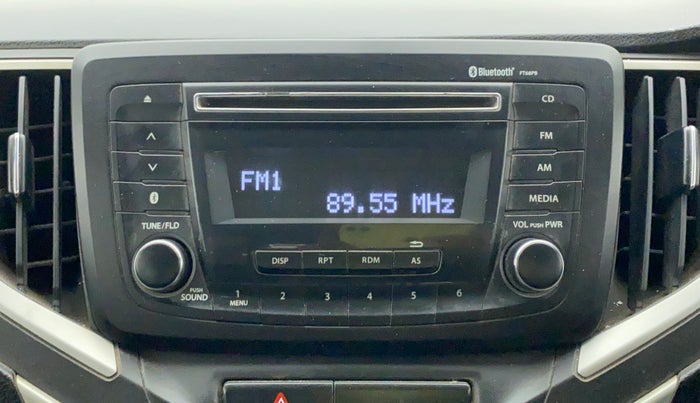 Bluetooth® PT68P9
CD
FM
AM
MEDIA
FM1
89.55 MHz
TUNE/FLD
VOL PUSH PWR
DISP RPT RDM AS
PUSH SOUND
1 2 3 4 5 6
MENU